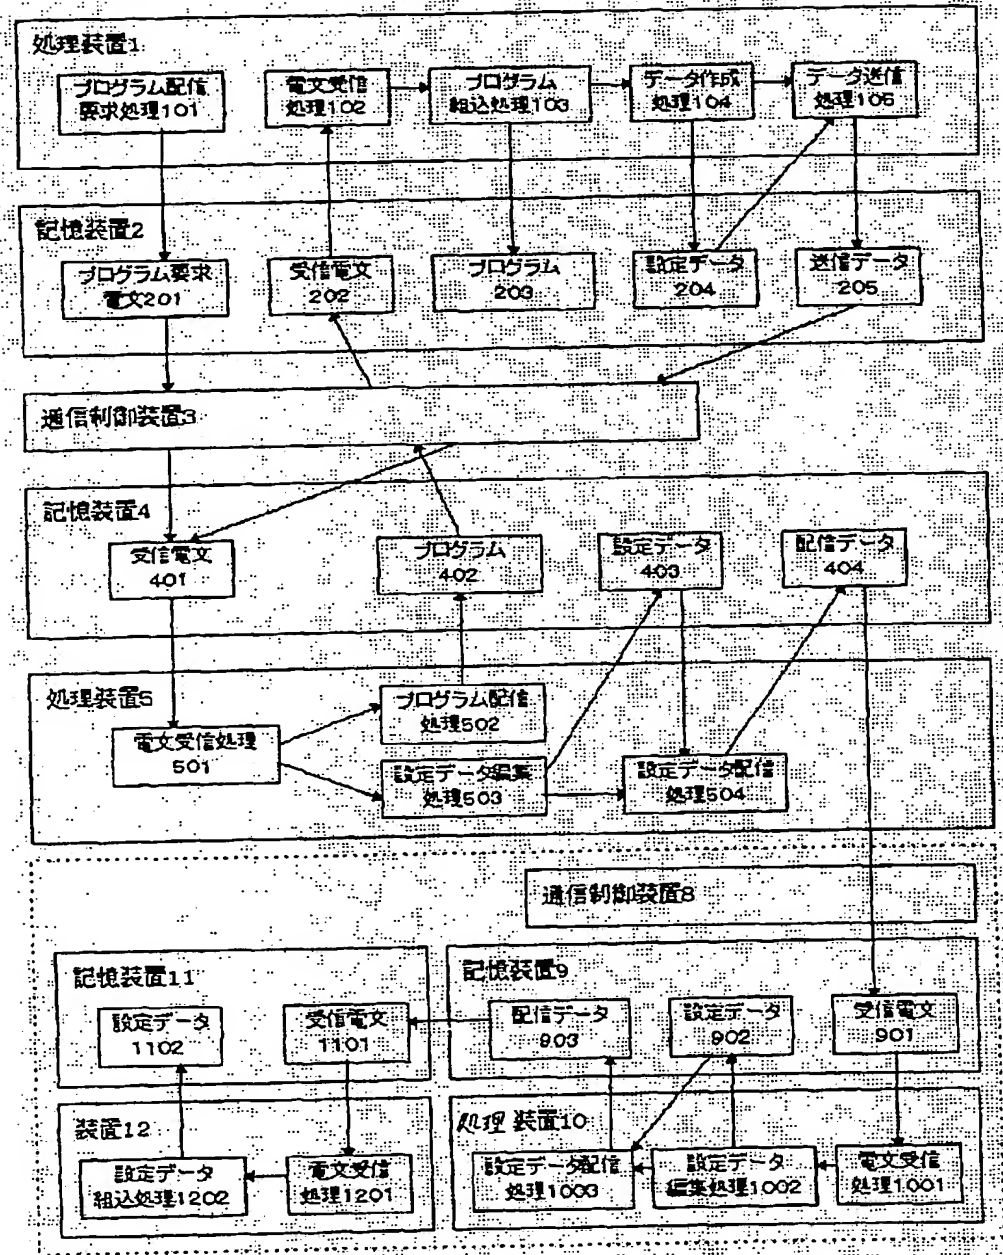 処理装置1
プログラム配信
要求処理101
電文受信
処理102
プログラム
組込処理103
データ作成
処理104
データ送信
処理105
記憶装置2
プログラム要求
電文201
受信電文
202
プログラム
203
設定データ
204
送信データ
205
通信制御装置3
記憶装置4
受信電文
401
プログラム
402
設定データ
403
配信データ
404
処理装置5
電文受信処理
501
プログラム配信
処理502
設定データ編集
処理503
設定データ配信
処理504
通信制御装置8
記憶装置11
設定データ
1102
受信電文
1101
記憶装置9
配信データ
903
設定データ
902
受信電文
901
装置12
設定データ
組込処理1202
電文受信
処理1201
処理装置10
設定データ配信
処理1003
設定データ
編集処理1002
電文受信
処理1001